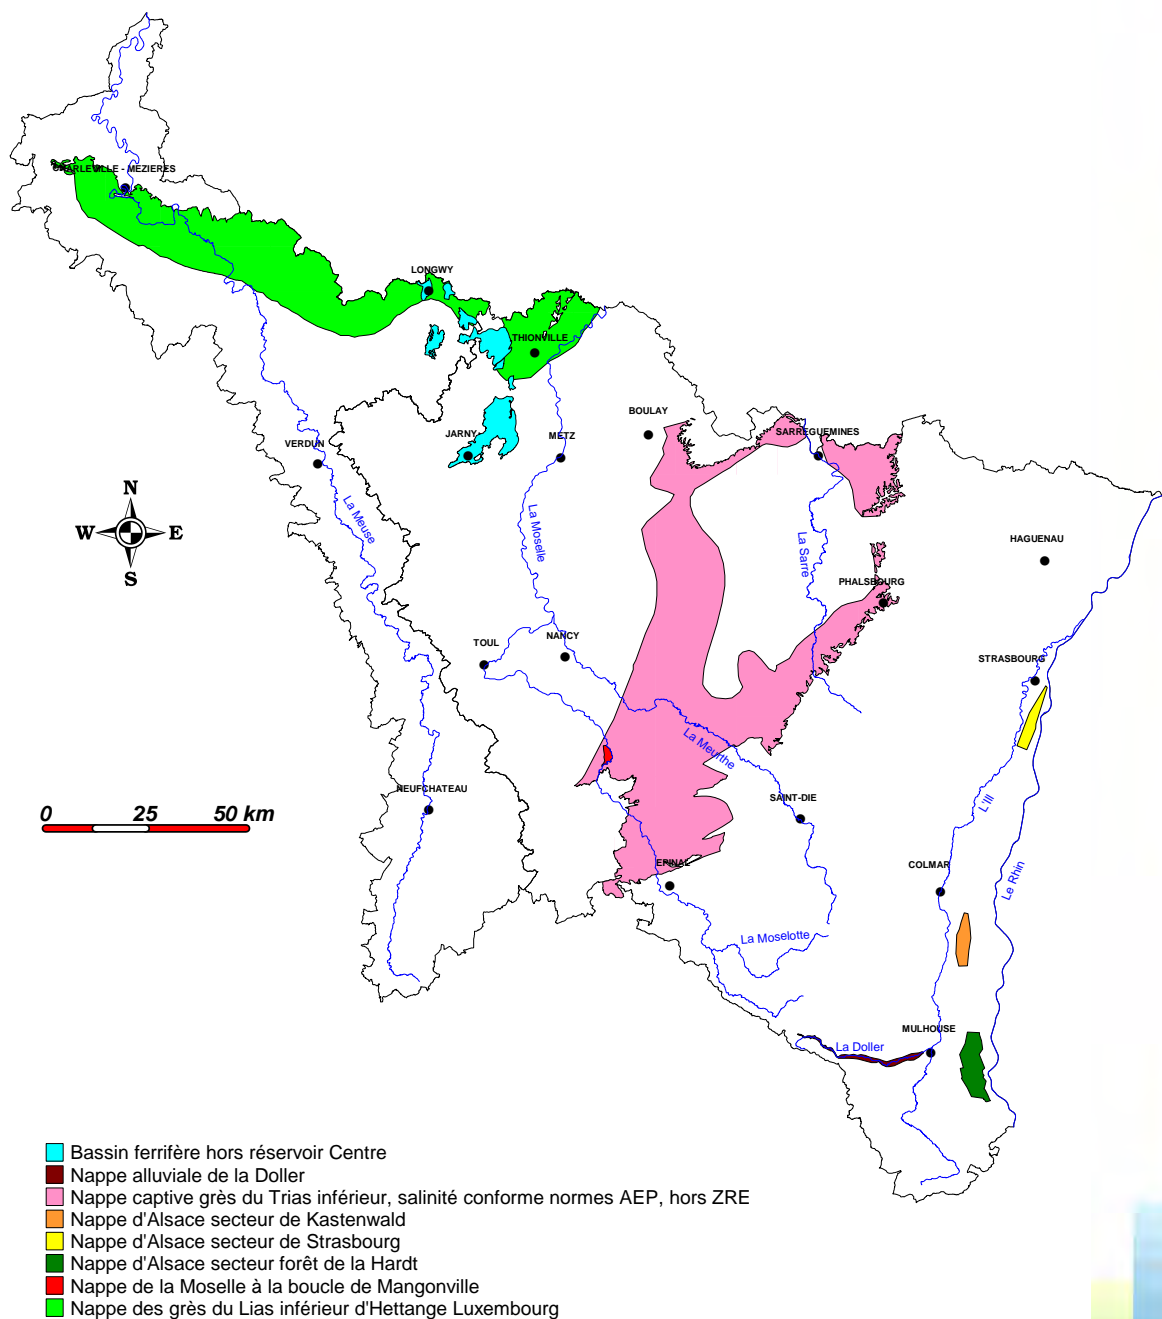 CHARLEVILLE - MEZIERES
LONGWY
THIONVILLE
BOULAY
SARREGUEMINES
JARNY
METZ
VERDUN
N
W E
S
La Meuse
La Moselle
La Sarre
HAGUENAU
PHALSBOURG
TOUL
NANCY
STRASBOURG
La Meurthe
NEUFCHATEAU
SAINT-DIE
L'Ill
0 25 50 km
EPINAL
COLMAR
Le Rhin
La Moselotte
MULHOUSE
La Doller
Bassin ferrifère hors réservoir Centre
Nappe alluviale de la Doller
Nappe captive grès du Trias inférieur, salinité conforme normes AEP, hors ZRE
Nappe d'Alsace secteur de Kastenwald
Nappe d'Alsace secteur de Strasbourg
Nappe d'Alsace secteur forêt de la Hardt
Nappe de la Moselle à la boucle de Mangonville
Nappe des grès du Lias inférieur d'Hettange Luxembourg